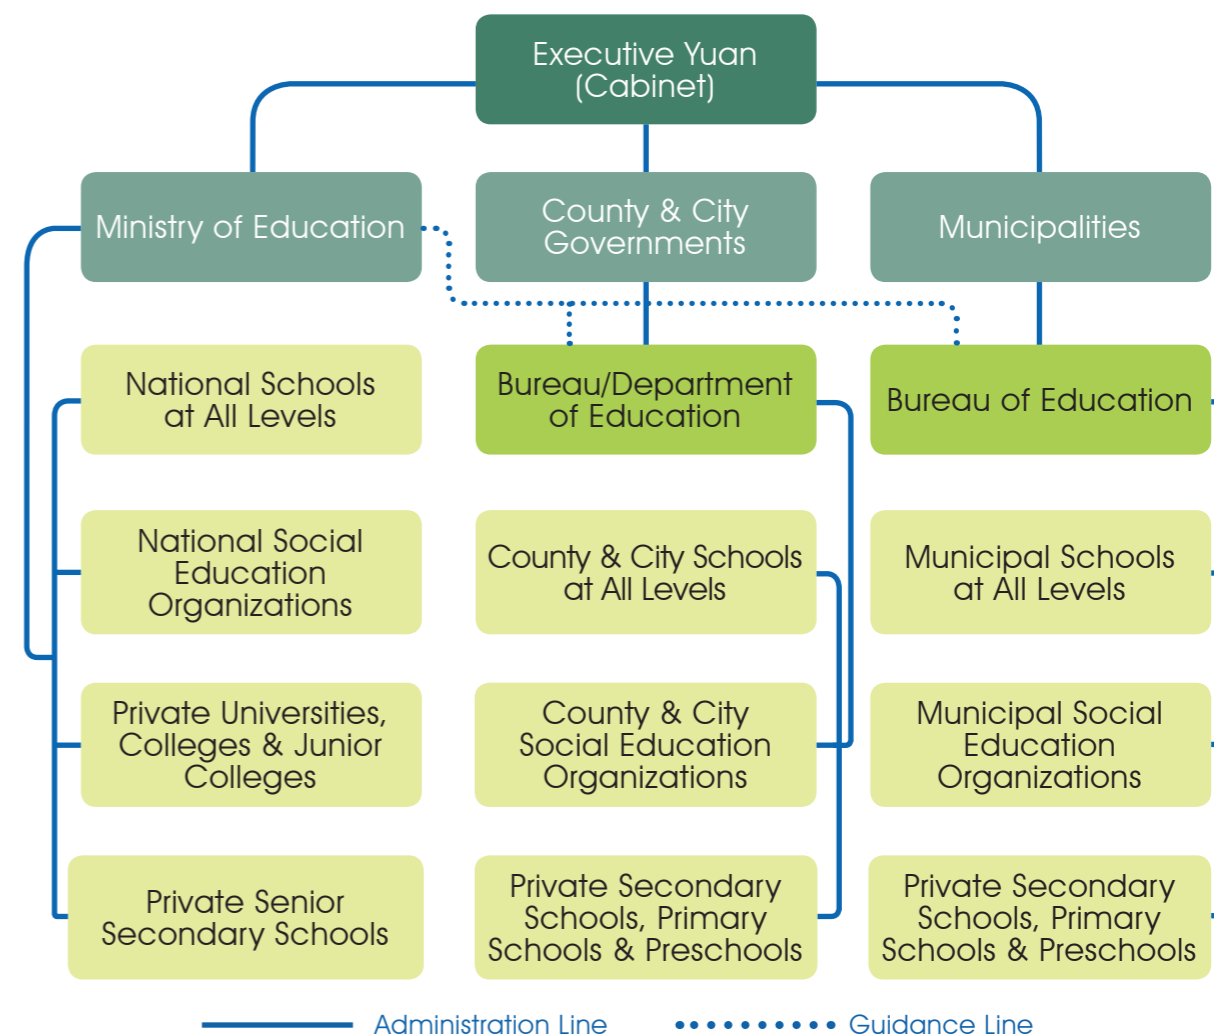 Executive Yuan
(Cabinet)
Ministry of Education
County & City
Governments
Municipalities
National Schools
at All Levels
Bureau/Department
of Education
Bureau of Education
National Social
Education
Organizations
County & City Schools
at All Levels
Municipal Schools
at All Levels
Private Universities,
Colleges & Junior
Colleges
County & City
Social Education
Organizations
Municipal Social
Education
Organizations
Private Senior
Secondary Schools
Private Secondary
Schools, Primary
Schools & Preschools
Private Secondary
Schools, Primary
Schools & Preschools
Administration Line
Guidance Line